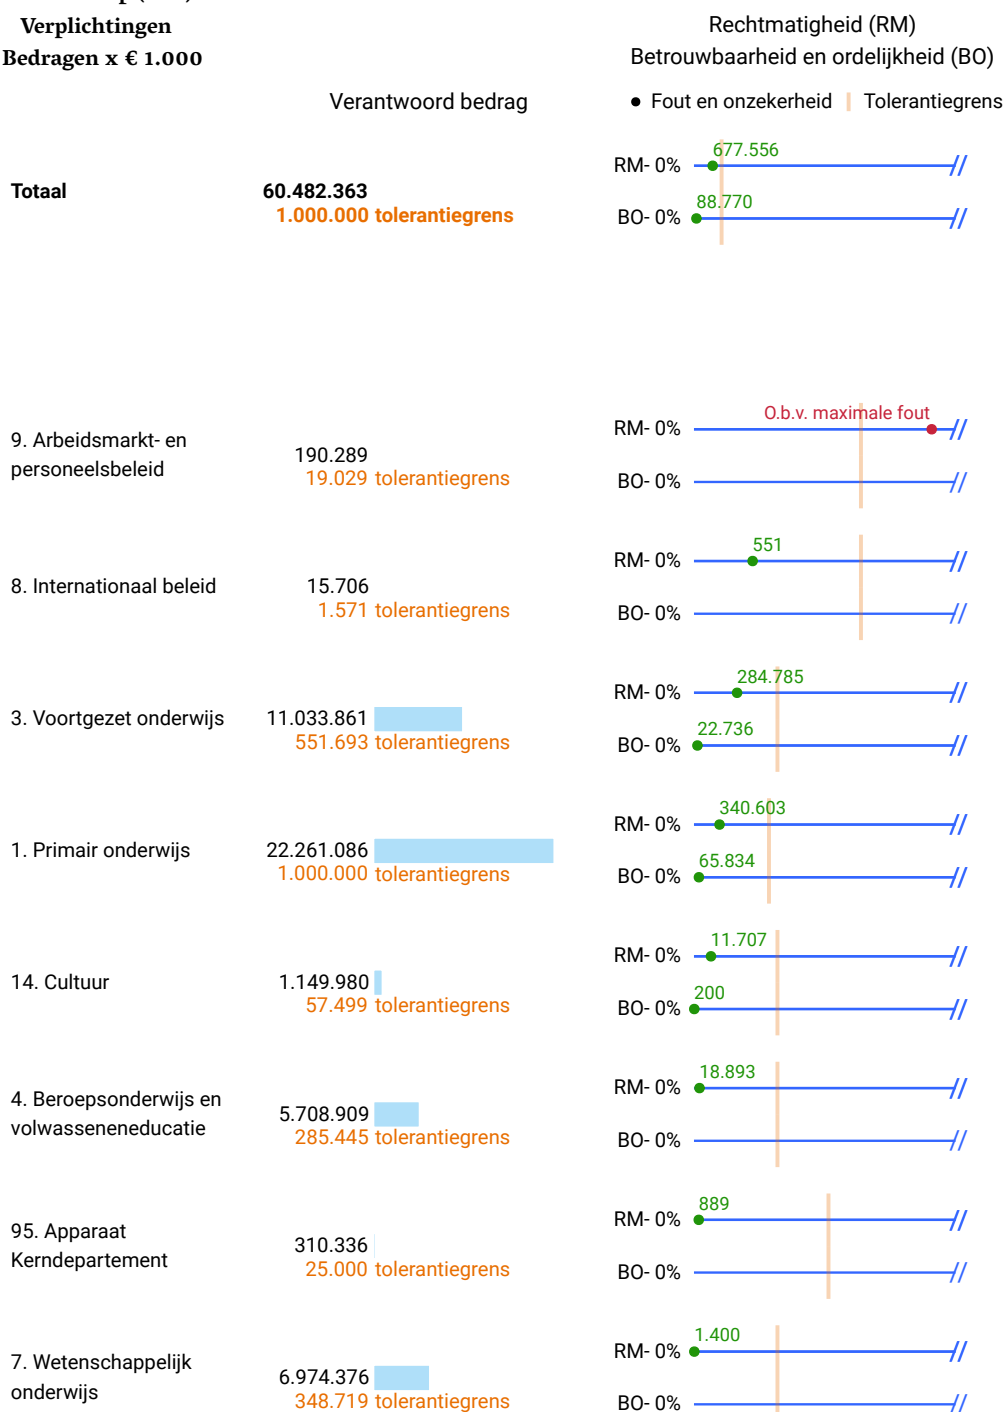 Verplichtingen
Bedragen x € 1.000
Rechtmatigheid (RM)
Betrouwbaarheid en ordelijkheid (BO)
Verantwoord bedrag
Fout en onzekerheid
Tolerantiegrens
Totaal
60.482.363
1.000.000 tolerantiegrens
RM- 0%
677.556
BO- 0%
88.770
9. Arbeidsmarkt- en
personeelsbeleid
190.289
19.029 tolerantiegrens
RM- 0%
O.b.v. maximale fout
BO- 0%
8. Internationaal beleid
15.706
1.571 tolerantiegrens
RM- 0%
551
BO- 0%
3. Voortgezet onderwijs
11.033.861
551.693 tolerantiegrens
RM- 0%
284.785
BO- 0%
22.736
1. Primair onderwijs
22.261.086
1.000.000 tolerantiegrens
RM- 0%
340.603
BO- 0%
65.834
14. Cultuur
1.149.980
57.499 tolerantiegrens
RM- 0%
11.707
BO- 0%
200
4. Beroepsonderwijs en
volwasseneneducatie
5.708.909
285.445 tolerantiegrens
RM- 0%
18.893
BO- 0%
95. Apparaat
Kerndepartement
310.336
25.000 tolerantiegrens
RM- 0%
889
BO- 0%
7. Wetenschappelijk
onderwijs
6.974.376
348.719 tolerantiegrens
RM- 0%
1.400
BO- 0%